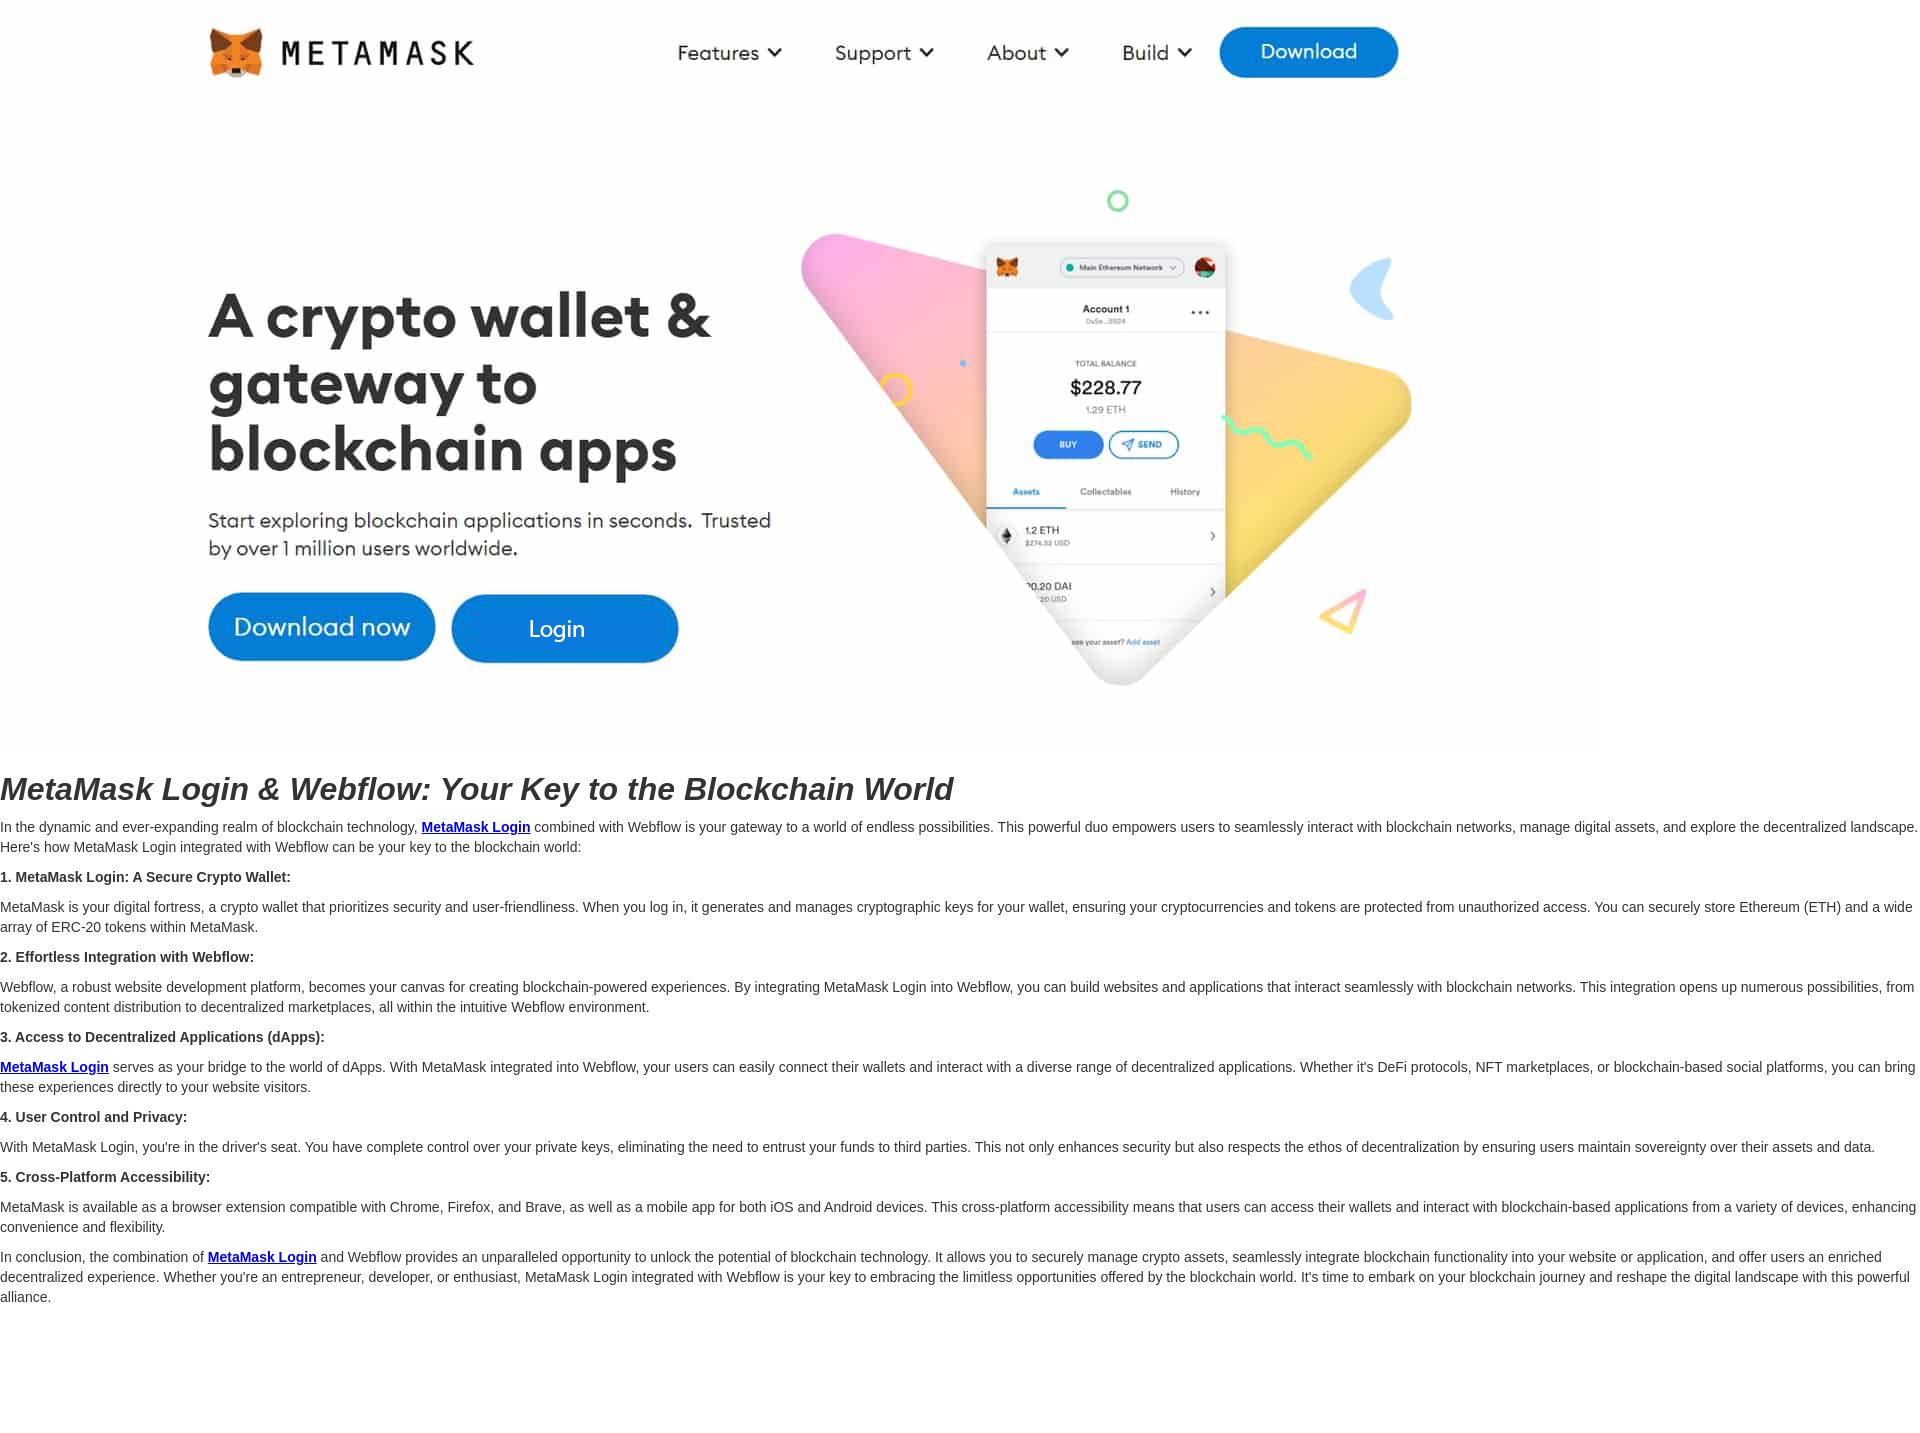 METAMASK
Features
Support
About
Build
Download
A crypto wallet &
gateway to
blockchain apps
Start exploring blockchain applications in seconds. Trusted
by over 1 million users worldwide.
Download now
Login
Main Ethereum Network
Account 1
TOTAL BALANCE
$228.77
1.29 ETH
BUY
SEND
Assets
Collectables
History
1.2 ETH
0.20 DAI
.20 USD
your asset? Add asset
MetaMask Login & Webflow: Your Key to the Blockchain World
In the dynamic and ever-expanding realm of blockchain technology, MetaMask Login combined with Webflow is your gateway to a world of endless possibilities. This powerful duo empowers users to seamlessly interact with blockchain networks, manage digital assets, and explore the decentralized landscape.
Here's how MetaMask Login integrated with Webflow can be your key to the blockchain world:
1. MetaMask Login: A Secure Crypto Wallet:
MetaMask is your digital fortress, a crypto wallet that prioritizes security and user-friendliness. When you log in, it generates and manages cryptographic keys for your wallet, ensuring your cryptocurrencies and tokens are protected from unauthorized access. You can securely store Ethereum (ETH) and a wide
array of ERC-20 tokens within MetaMask.
2. Effortless Integration with Webflow:
Webflow, a robust website development platform, becomes your canvas for creating blockchain-powered experiences. By integrating MetaMask Login into Webflow, you can build websites and applications that interact seamlessly with blockchain networks. This integration opens up numerous possibilities, from
tokenized content distribution to decentralized marketplaces, all within the intuitive Webflow environment.
3. Access to Decentralized Applications (dApps):
MetaMask Login serves as your bridge to the world of dApps. With MetaMask integrated into Webflow, your users can easily connect their wallets and interact with a diverse range of decentralized applications. Whether it's DeFi protocols, NFT marketplaces, or blockchain-based social platforms, you can bring
these experiences directly to your website visitors.
4. User Control and Privacy:
With MetaMask Login, you're in the driver's seat. You have complete control over your private keys, eliminating the need to entrust your funds to third parties. This not only enhances security but also respects the ethos of decentralization by ensuring users maintain sovereignty over their assets and data.
5. Cross-Platform Accessibility:
MetaMask is available as a browser extension compatible with Chrome, Firefox, and Brave, as well as a mobile app for both iOS and Android devices. This cross-platform accessibility means that users can access their wallets and interact with blockchain-based applications from a variety of devices, enhancing
convenience and flexibility.
In conclusion, the combination of MetaMask Login and Webflow provides an unparalleled opportunity to unlock the potential of blockchain technology. It allows you to securely manage crypto assets, seamlessly integrate blockchain functionality into your website or application, and offer users an enriched
decentralized experience. Whether you're an entrepreneur, developer, or enthusiast, MetaMask Login integrated with Webflow is your key to embracing the limitless opportunities offered by the blockchain world. It's time to embark on your blockchain journey and reshape the digital landscape with this powerful
alliance.